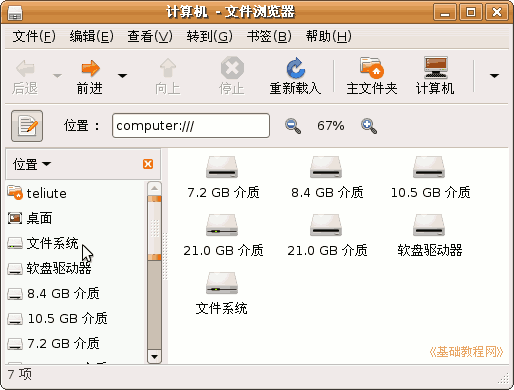 计算机 - 文件浏览器
文件(F) 编辑(E) 查看(V) 转到(G) 书签(B) 帮助(H)
后退 前进 向上 停止 重新载入 主文件夹 计算机
位置： computer:/// 67%
位置
teliute
桌面
文件系统
软盘驱动器
8.4 GB 介质
10.5 GB 介质
7.2 GB 介质
7.2 GB 介质 8.4 GB 介质 10.5 GB 介质
21.0 GB 介质 21.0 GB 介质 软盘驱动器
文件系统
《基础教程网》
7 项